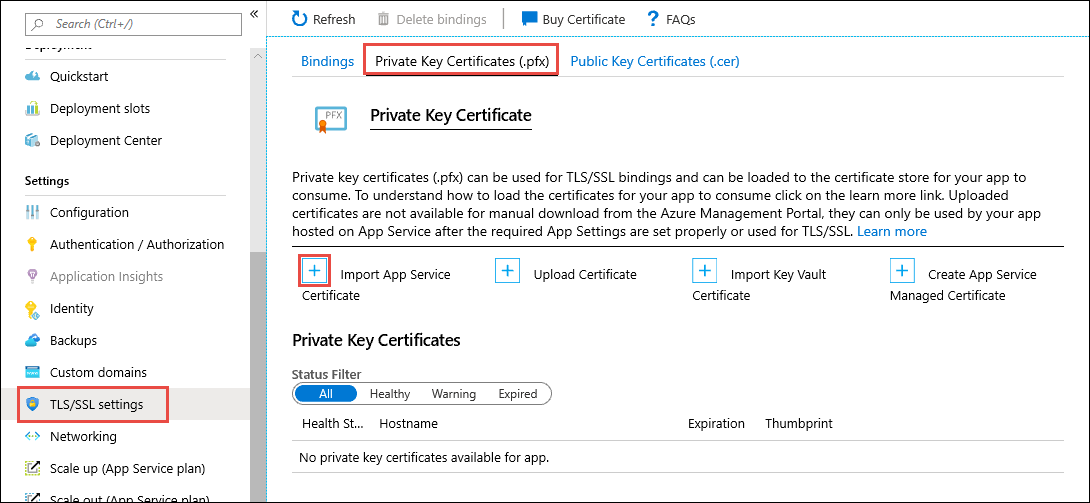 Search (Ctrl+/)
«
Deployment
Quickstart
Deployment slots
Deployment Center
Settings
Configuration
Authentication / Authorization
Application Insights
Identity
Backups
Custom domains
TLS/SSL settings
Networking
Scale up (App Service plan)
Scale out (App Service plan)
Refresh
Delete bindings
Buy Certificate
? FAQs
Bindings
Private Key Certificates (.pfx)
Public Key Certificates (.cer)
PFX
Private Key Certificate
Private key certificates (.pfx) can be used for TLS/SSL bindings and can be loaded to the certificate store for your app to
consume. To understand how to load the certificates for your app to consume click on the learn more link. Uploaded
certificates are not available for manual download from the Azure Management Portal, they can only be used by your app
hosted on App Service after the required App Settings are set properly or used for TLS/SSL. Learn more
+ Import App Service
Certificate
+ Upload Certificate
+ Import Key Vault
Certificate
+ Create App Service
Managed Certificate
Private Key Certificates
Status Filter
All Healthy Warning Expired
Health St... Hostname Expiration Thumbprint
No private key certificates available for app.